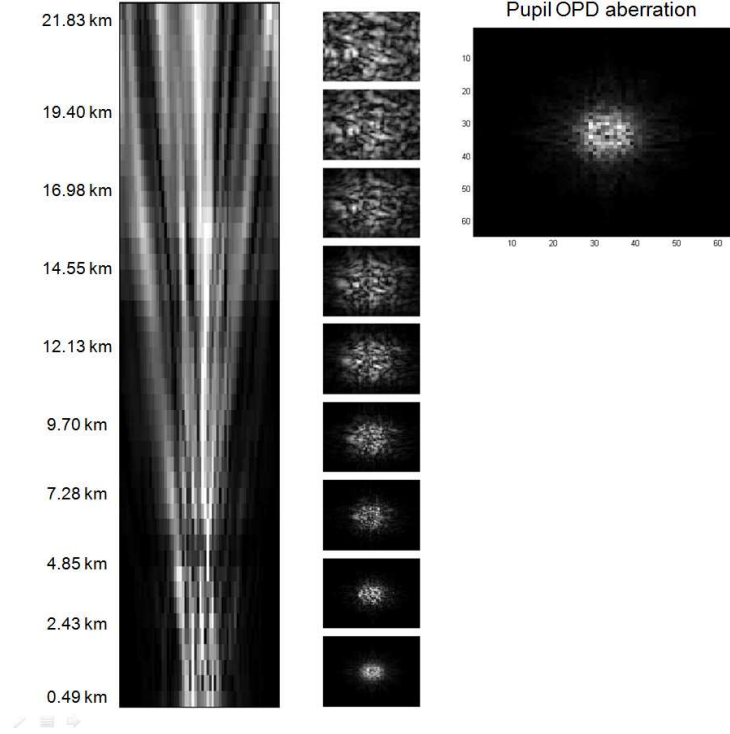 21.83 km
19.40 km
16.98 km
14.55 km
12.13 km
9.70 km
7.28 km
4.85 km
2.43 km
0.49 km
Pupil OPD aberration
10
20
30
40
50
60
10 20 30 40 50 60